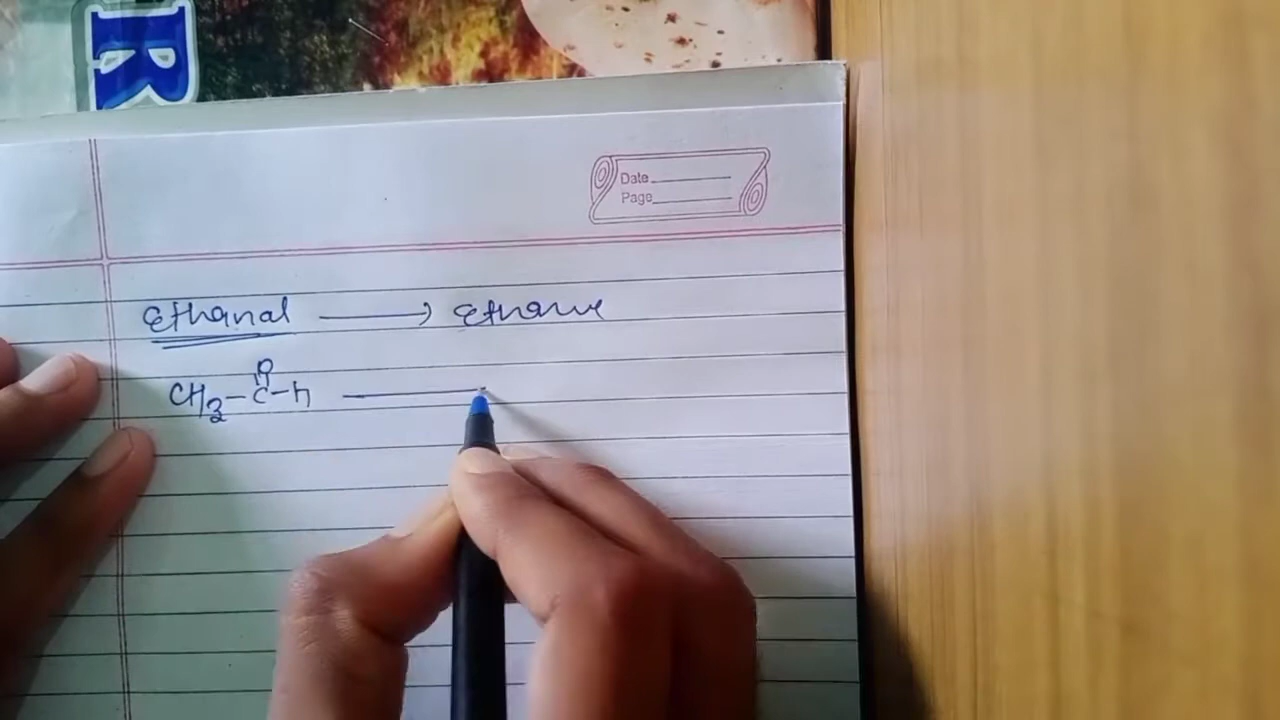 R
Date
Page
Ethanal ⟶ Ethane
O
CH3-C-H